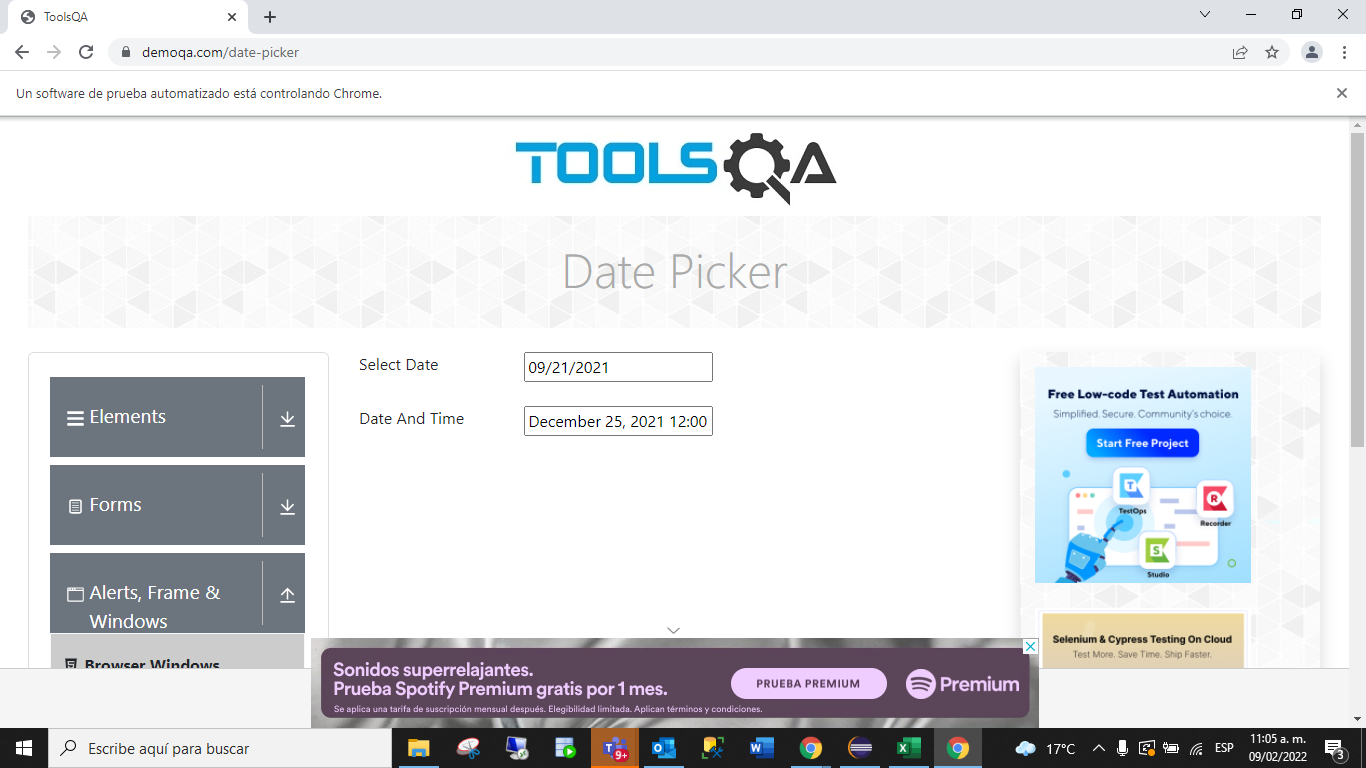 ToolsQA
demoqa.com/date-picker
Un software de prueba automatizado está controlando Chrome.
TOOLSQA
Date Picker
Elements
Forms
Alerts, Frame &
Windows
Browser Windows
Select Date
09/21/2021
Date And Time
December 25, 2021 12:00
Free Low-code Test Automation
Simplified. Secure. Community's choice.
Start Free Project
TestOps
Recorder
Studio
Selenium & Cypress Testing On Cloud
Test More. Save Time. Ship Faster.
Sonidos superrelajantes.
Prueba Spotify Premium gratis por 1 mes.
Se aplica una tarifa de suscripción mensual después. Elegibilidad limitada. Aplican términos y condiciones.
PRUEBA PREMIUM
Premium
Escribe aquí para buscar
9+
17°C
ESP
11:05 a. m.
09/02/2022
3